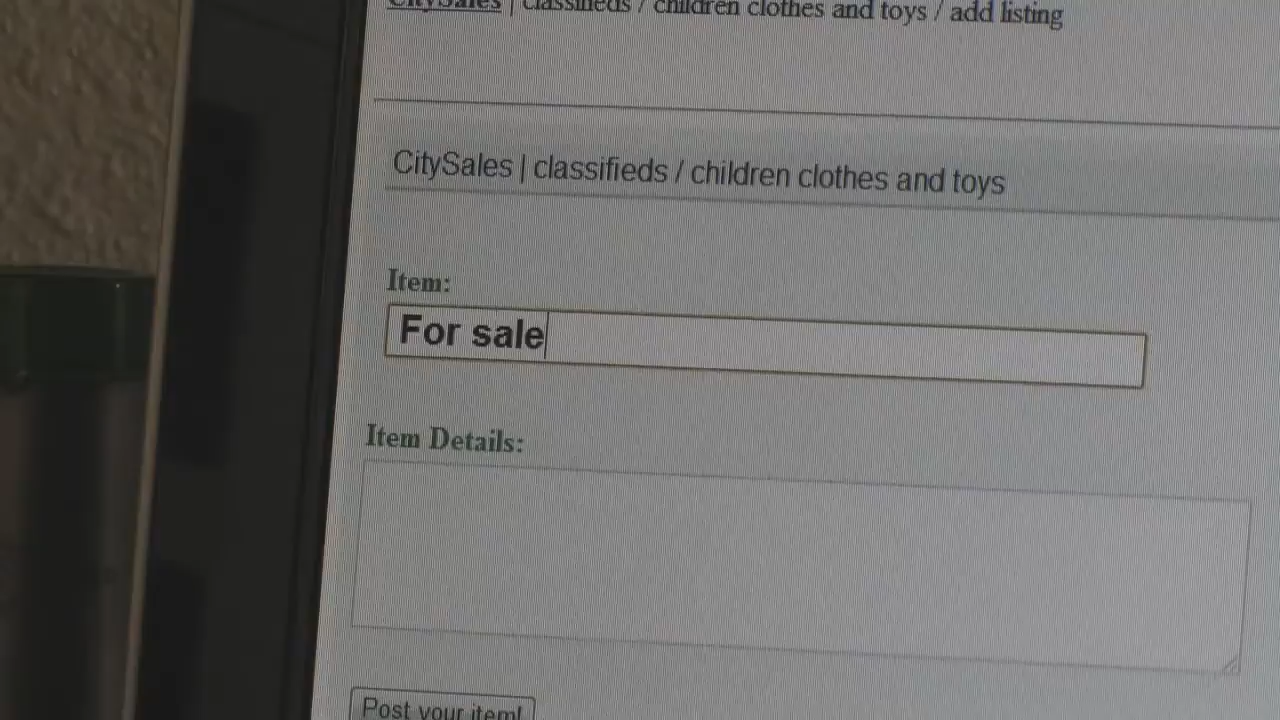 CitySales | classifieds / children clothes and toys / add listing
CitySales | classifieds / children clothes and toys
Item:
For sale
Item Details:
Post your item!